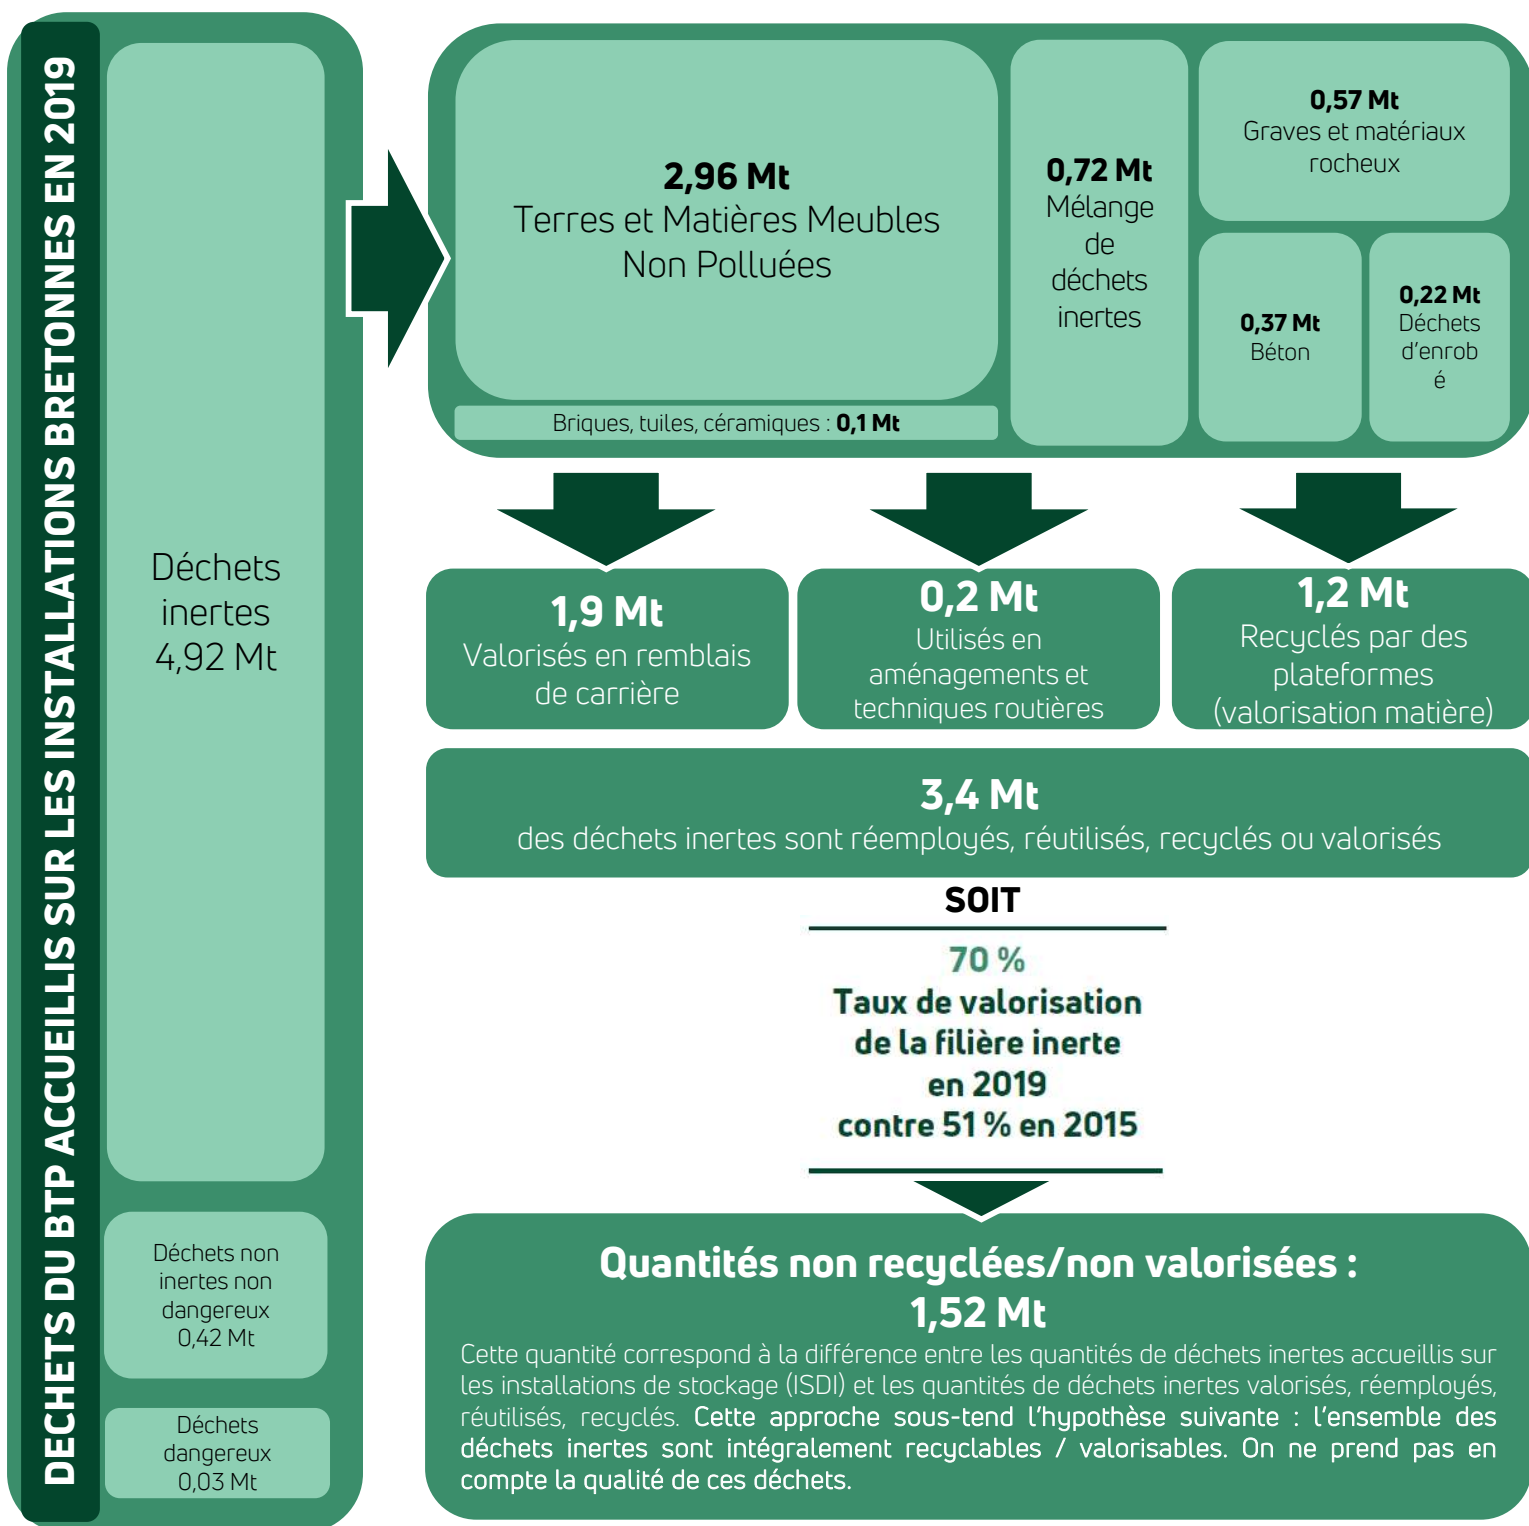 DECHETS DU BTP ACCUEILLIS SUR LES INSTALLATIONS BRETONNES EN 2019
Déchets
inertes
4,92 Mt
Déchets non
inertes non
dangereux
0,42 Mt
Déchets
dangereux
0,03 Mt
2,96 Mt
Terres et Matières Meubles
Non Polluées
Briques, tuiles, céramiques : 0,1 Mt
0,72 Mt
Mélange
de
déchets
inertes
0,57 Mt
Graves et matériaux
rocheux
0,37 Mt
Béton
0,22 Mt
Déchets
d'enrob
é
1,9 Mt
Valorisés en remblais
de carrière
0,2 Mt
Utilisés en
aménagements et
techniques routières
1,2 Mt
Recyclés par des
plateformes
(valorisation matière)
3,4 Mt
des déchets inertes sont réemployés, réutilisés, recyclés ou valorisés
SOIT
70 %
Taux de valorisation
de la filière inerte
en 2019
contre 51 % en 2015
Quantités non recyclées/non valorisées :
1,52 Mt
Cette quantité correspond à la différence entre les quantités de déchets inertes accueillis sur
les installations de stockage (ISDI) et les quantités de déchets inertes valorisés, réemployés,
réutilisés, recyclés. Cette approche sous-tend l'hypothèse suivante : l'ensemble des
déchets inertes sont intégralement recyclables / valorisables. On ne prend pas en
compte la qualité de ces déchets.